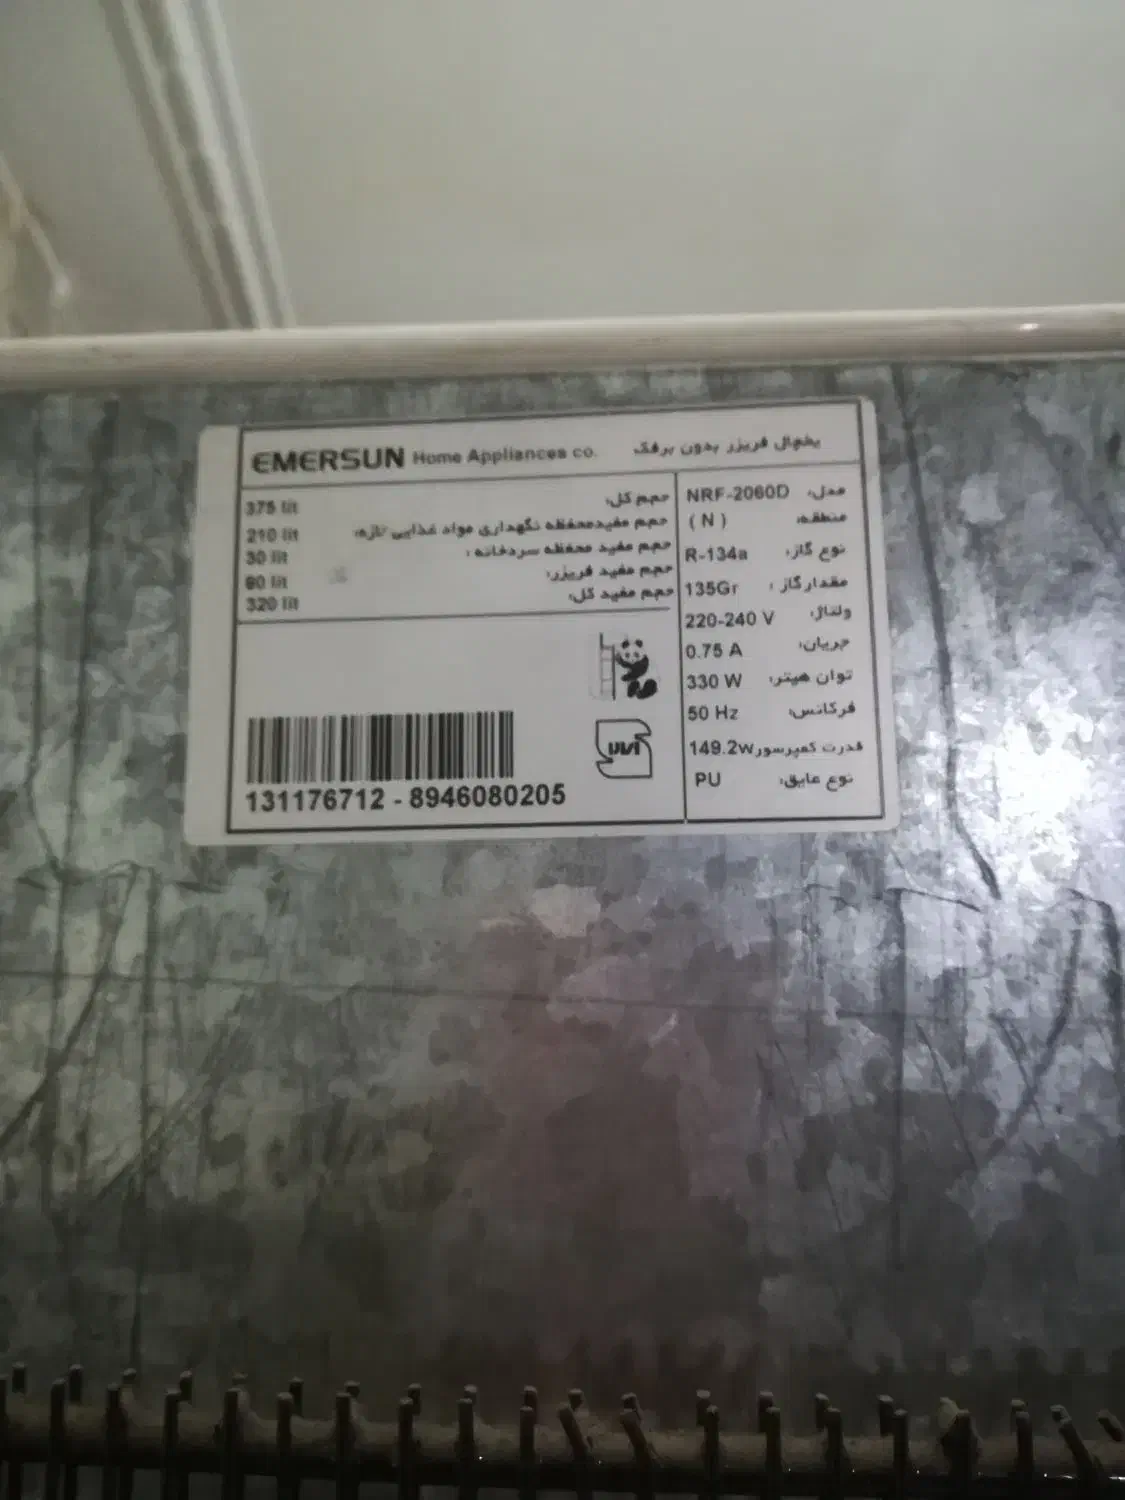 EMERSUN Home Appliances co. یخچال فریزر بدون برفک
مدل: NRF-2060D
منطقه: ( N )
نوع گاز: R-134a
مقدار گاز: 135Gr
ولتاژ: 220-240 V
جریان: 0.75 A
توان هیتر: 330 W
فرکانس: 50 Hz
قدرت کمپرسور 149.2w
نوع عایق: PU
حجم کل: 375 lit
حجم مفید محفظه نگهداری مواد غذایی تازه: 210 lit
حجم مفید محفظه سردخانه: 30 lit
حجم مفید فریزر: 80 lit
حجم مفید کل: 320 lit
131176712 - 8946080205